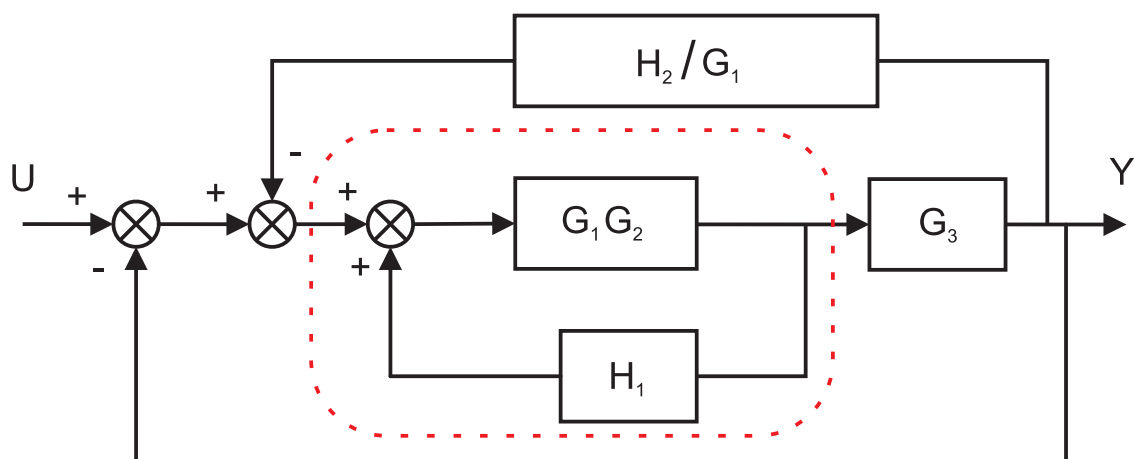 H₂/G₁
-
U
Y
+
+
+
G₁G₂
G₃
-
+
H₁